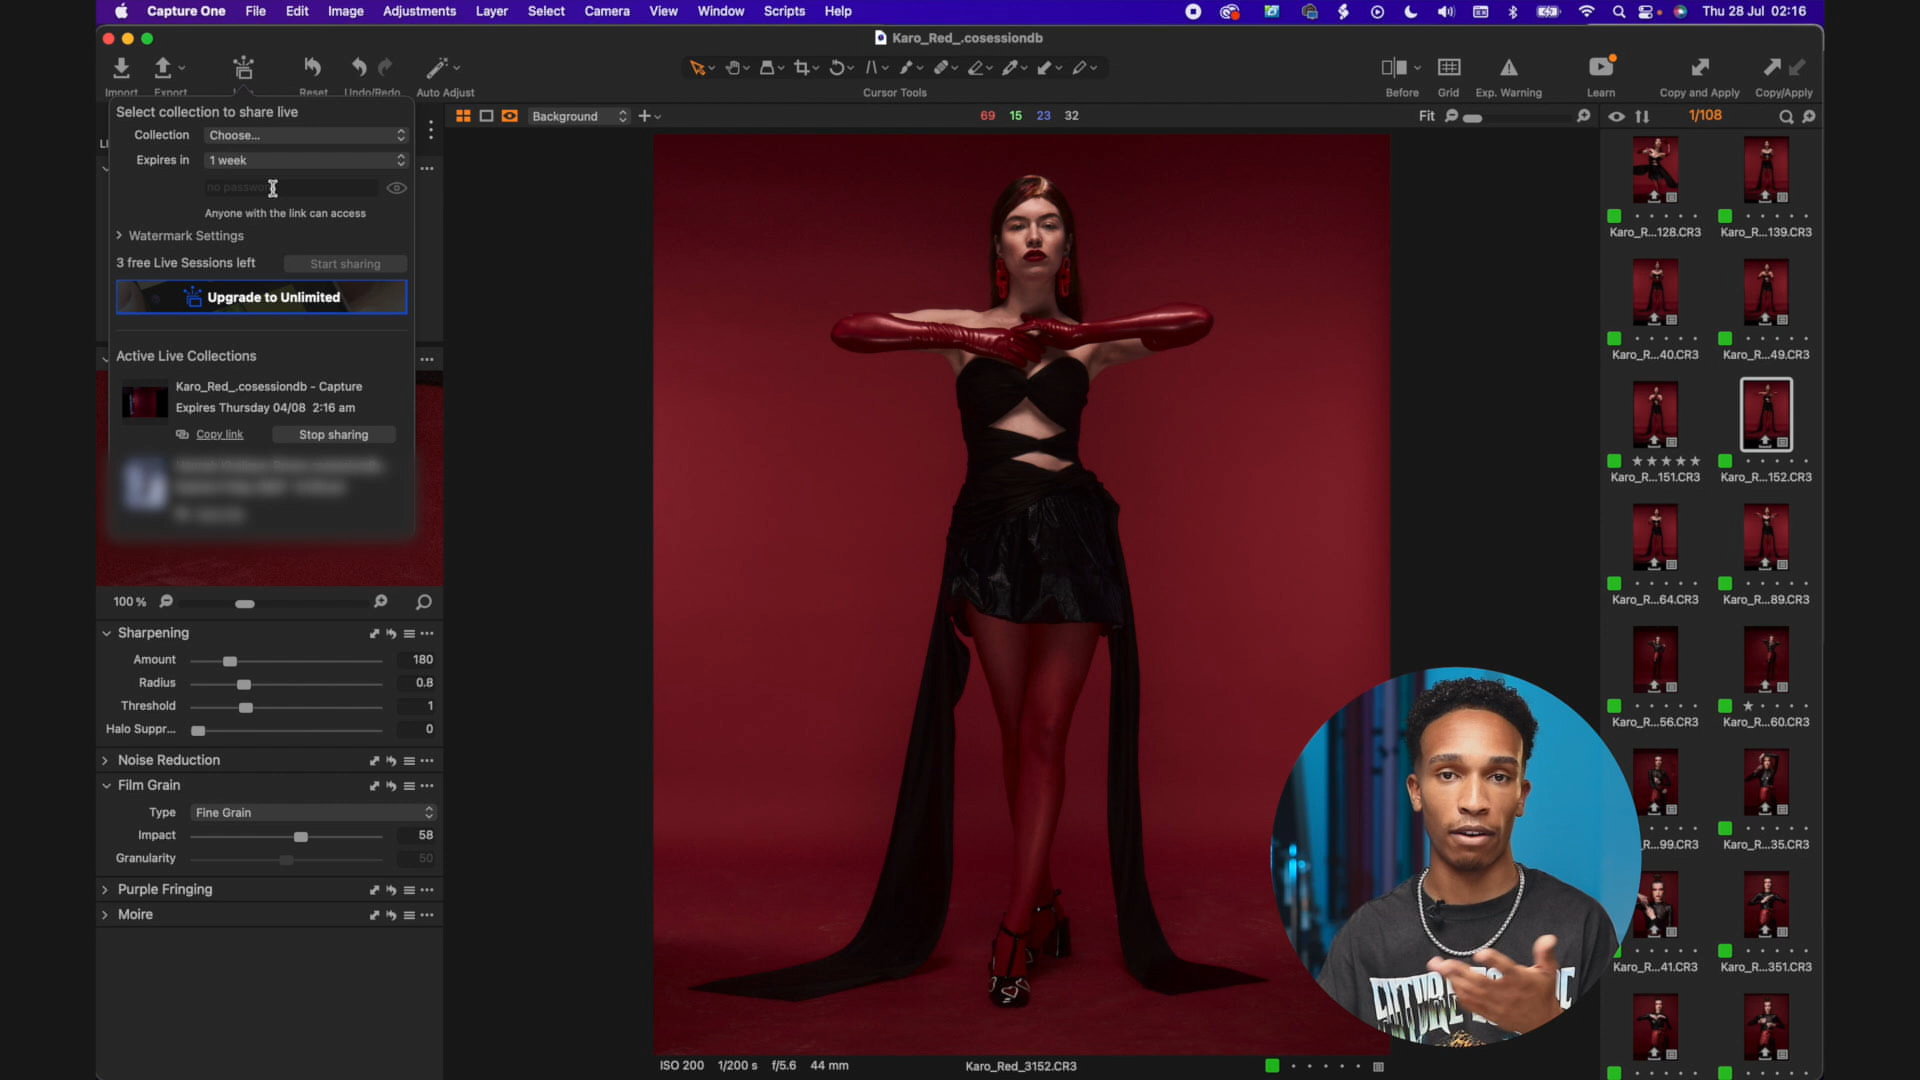 Capture One File Edit Image Adjustments Layer Select Camera View Window Scripts Help
Thu 28 Jul 02:16
Karo_Red_.cosessiondb
Import Export Reset Undo/Redo Auto Adjust
Cursor Tools
Before Grid Exp. Warning Learn Copy and Apply Copy/Apply
Select collection to share live
Collection Choose...
Expires in 1 week
Anyone with the link can access
Watermark Settings
3 free Live Sessions left Start sharing
Upgrade to Unlimited
Active Live Collections
Karo_Red_.cosessiondb - Capture
Expires Thursday 04/08 2:16 am
Copy link Stop sharing
Background
69 15 23 32
Fit
1/108
Karo_R...128.CR3 Karo_R...139.CR3
Karo_R...40.CR3 Karo_R...49.CR3
Karo_R...151.CR3 Karo_R...152.CR3
Karo_R...64.CR3 Karo_R...89.CR3
Karo_R...56.CR3 Karo_R...60.CR3
R...99.CR3 Karo_R...35.CR3
Karo_R...41.CR3 Karo_R...351.CR3
100 %
Sharpening
Amount 180
Radius 0.8
Threshold 1
Halo Suppr... 0
Noise Reduction
Film Grain
Type Fine Grain
Impact 58
Granularity 50
Purple Fringing
Moire
ISO 200 1/200 s f/5.6 44 mm
Karo_Red_3152.CR3